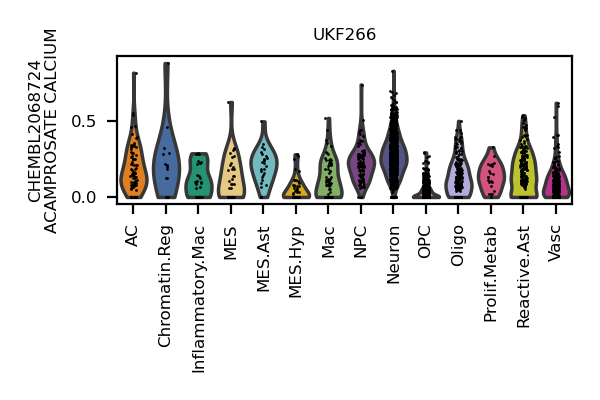 UKF266
CHEMBL2068724
ACAMPROSATE CALCIUM
0.5
0.0
AC
Chromatin.Reg
Inflammatory.Mac
MES
MES.Ast
MES.Hyp
Mac
NPC
Neuron
OPC
Oligo
Prolif.Metab
Reactive.Ast
Vasc